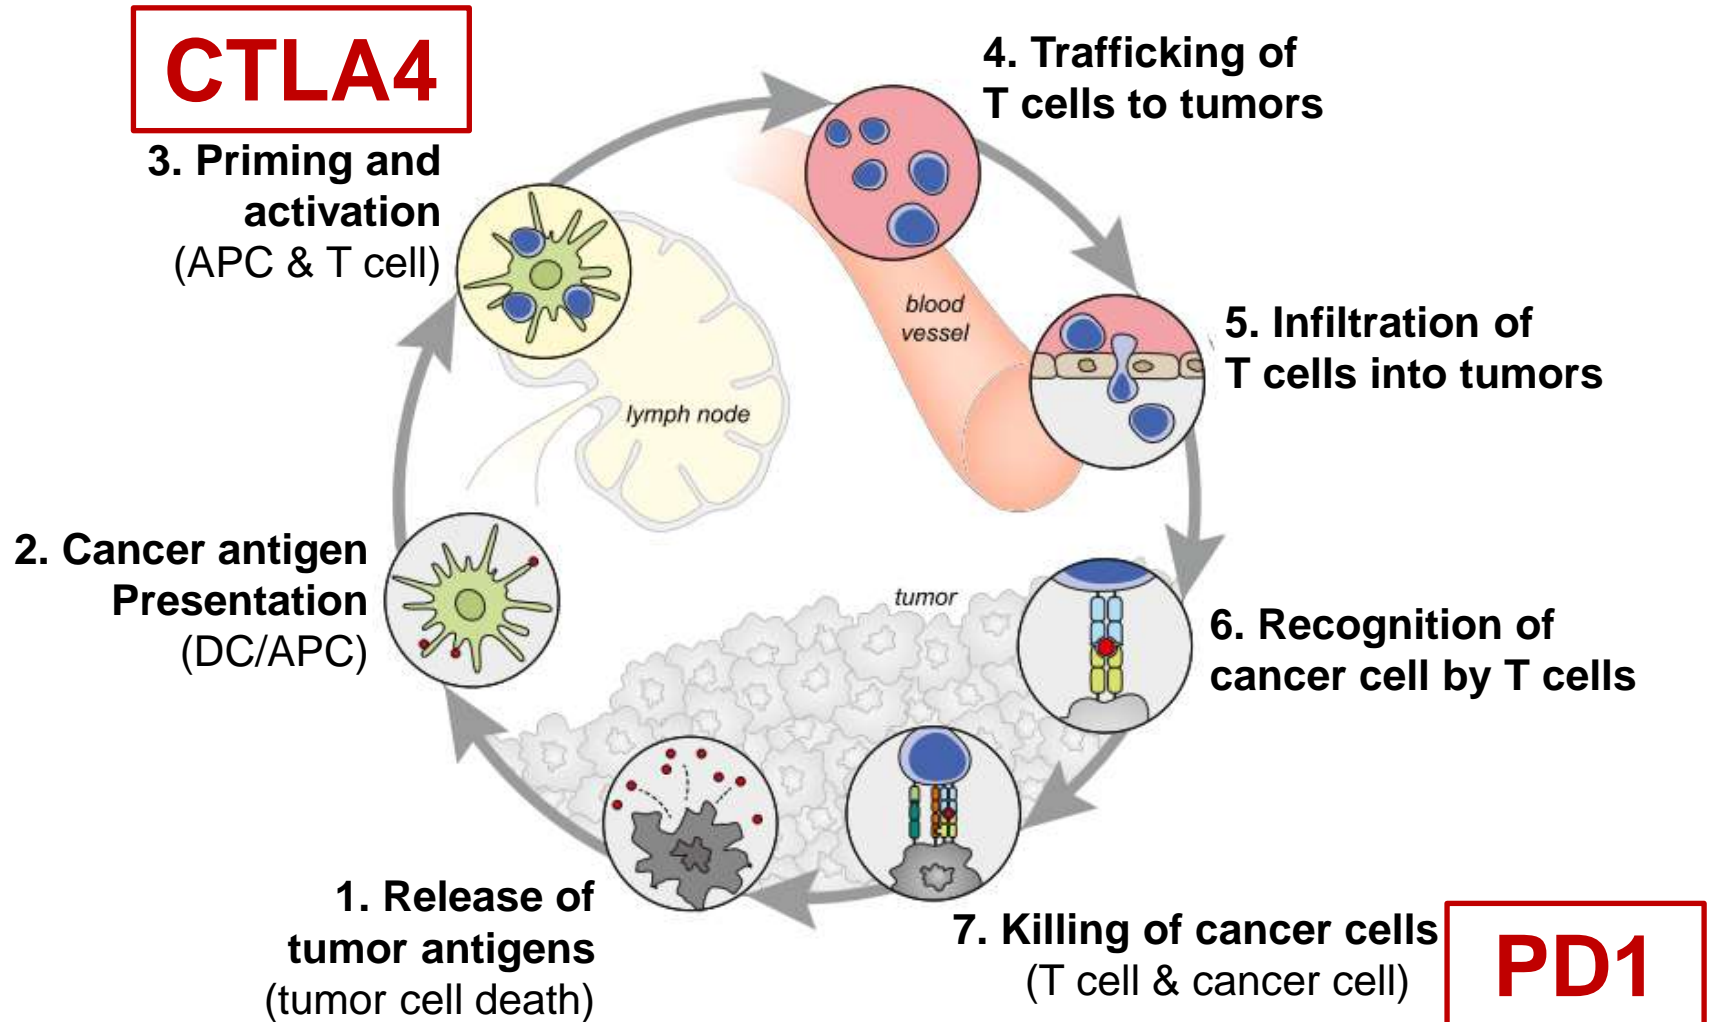 CTLA4
3. Priming and
activation
(APC & T cell)
4. Trafficking of
T cells to tumors
blood
vessel
5. Infiltration of
T cells into tumors
lymph node
2. Cancer antigen
Presentation
(DC/APC)
tumor
6. Recognition of
cancer cell by T cells
1. Release of
tumor antigens
(tumor cell death)
7. Killing of cancer cells
(T cell & cancer cell)
PD1